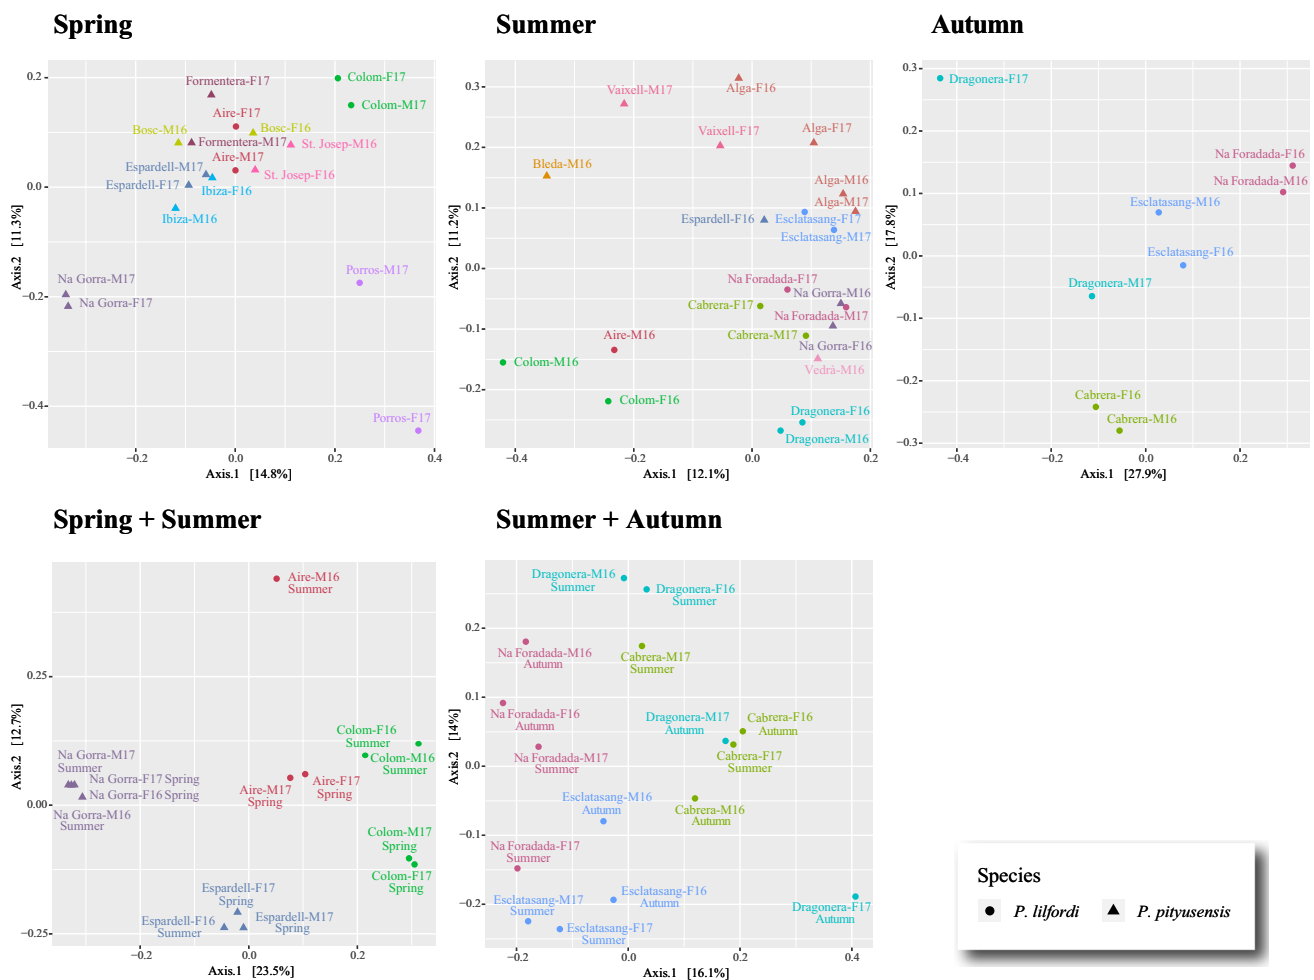 Spring
Summer
Autumn
0.2
0.0
−0.2
−0.4
Axis.2 [11.3%]
Formentera-F17
Colom-F17
Colom-M17
Aire-F17
Bosc-M16
Bosc-F16
Formentera-M17
St. Josep-M16
Aire-M17
Espardell-M17
St. Josep-F16
Espardell-F17
Ibiza-F16
Ibiza-M16
Na Gorra-M17
Na Gorra-F17
Porros-M17
Porros-F17
−0.2
0.0
0.2
0.4
Axis.1 [14.8%]
0.3
0.2
0.1
0.0
−0.1
−0.2
Axis.2 [11.2%]
Vaixell-M17
Alga-F16
Vaixell-F17
Alga-F17
Bleda-M16
Alga-M16
Alga-M17
Espardell-F16
Esclatasang-F17
Esclatasang-M17
Na Foradada-F17
Na Gorra-M16
Cabrera-F17
Na Foradada-M17
Aire-M16
Cabrera-M17
Na Gorra-F16
Colom-M16
Vedrà-M16
Colom-F16
Dragonera-F16
Dragonera-M16
−0.4
−0.2
0.0
0.2
Axis.1 [12.1%]
0.3
0.2
0.1
0.0
−0.1
−0.2
−0.3
Axis.2 [17.8%]
Dragonera-F17
Na Foradada-F16
Na Foradada-M16
Esclatasang-M16
Esclatasang-F16
Dragonera-M17
Cabrera-F16
Cabrera-M16
−0.4
−0.2
0.0
0.2
Axis.1 [27.9%]
Spring + Summer
Summer + Autumn
0.25
0.00
−0.25
Axis.2 [12.7%]
Aire-M16
Summer
Colom-F16
Summer
Colom-M16
Summer
Na Gorra-M17
Summer
Na Gorra-F17 Spring
Na Gorra-F16 Spring
Na Gorra-M16
Summer
Aire-F17
Spring
Aire-M17
Spring
Colom-M17
Spring
Colom-F17
Spring
Espardell-F17
Spring
Espardell-F16
Summer
Espardell-M17
Spring
−0.2
0.0
0.2
Axis.1 [23.5%]
0.2
0.1
0.0
−0.1
−0.2
Axis.2 [14%]
Dragonera-M16
Summer
Dragonera-F16
Summer
Na Foradada-M16
Autumn
Cabrera-M17
Summer
Na Foradada-F16
Autumn
Dragonera-M17
Autumn
Cabrera-F16
Autumn
Na Foradada-M17
Summer
Cabrera-F17
Summer
Esclatasang-M16
Autumn
Cabrera-M16
Autumn
Na Foradada-F17
Summer
Esclatasang-M17
Summer
Esclatasang-F16
Autumn
Dragonera-F17
Autumn
Esclatasang-F17
Summer
−0.2
0.0
0.2
0.4
Axis.1 [16.1%]
Species
P. lilfordi
P. pityusensis